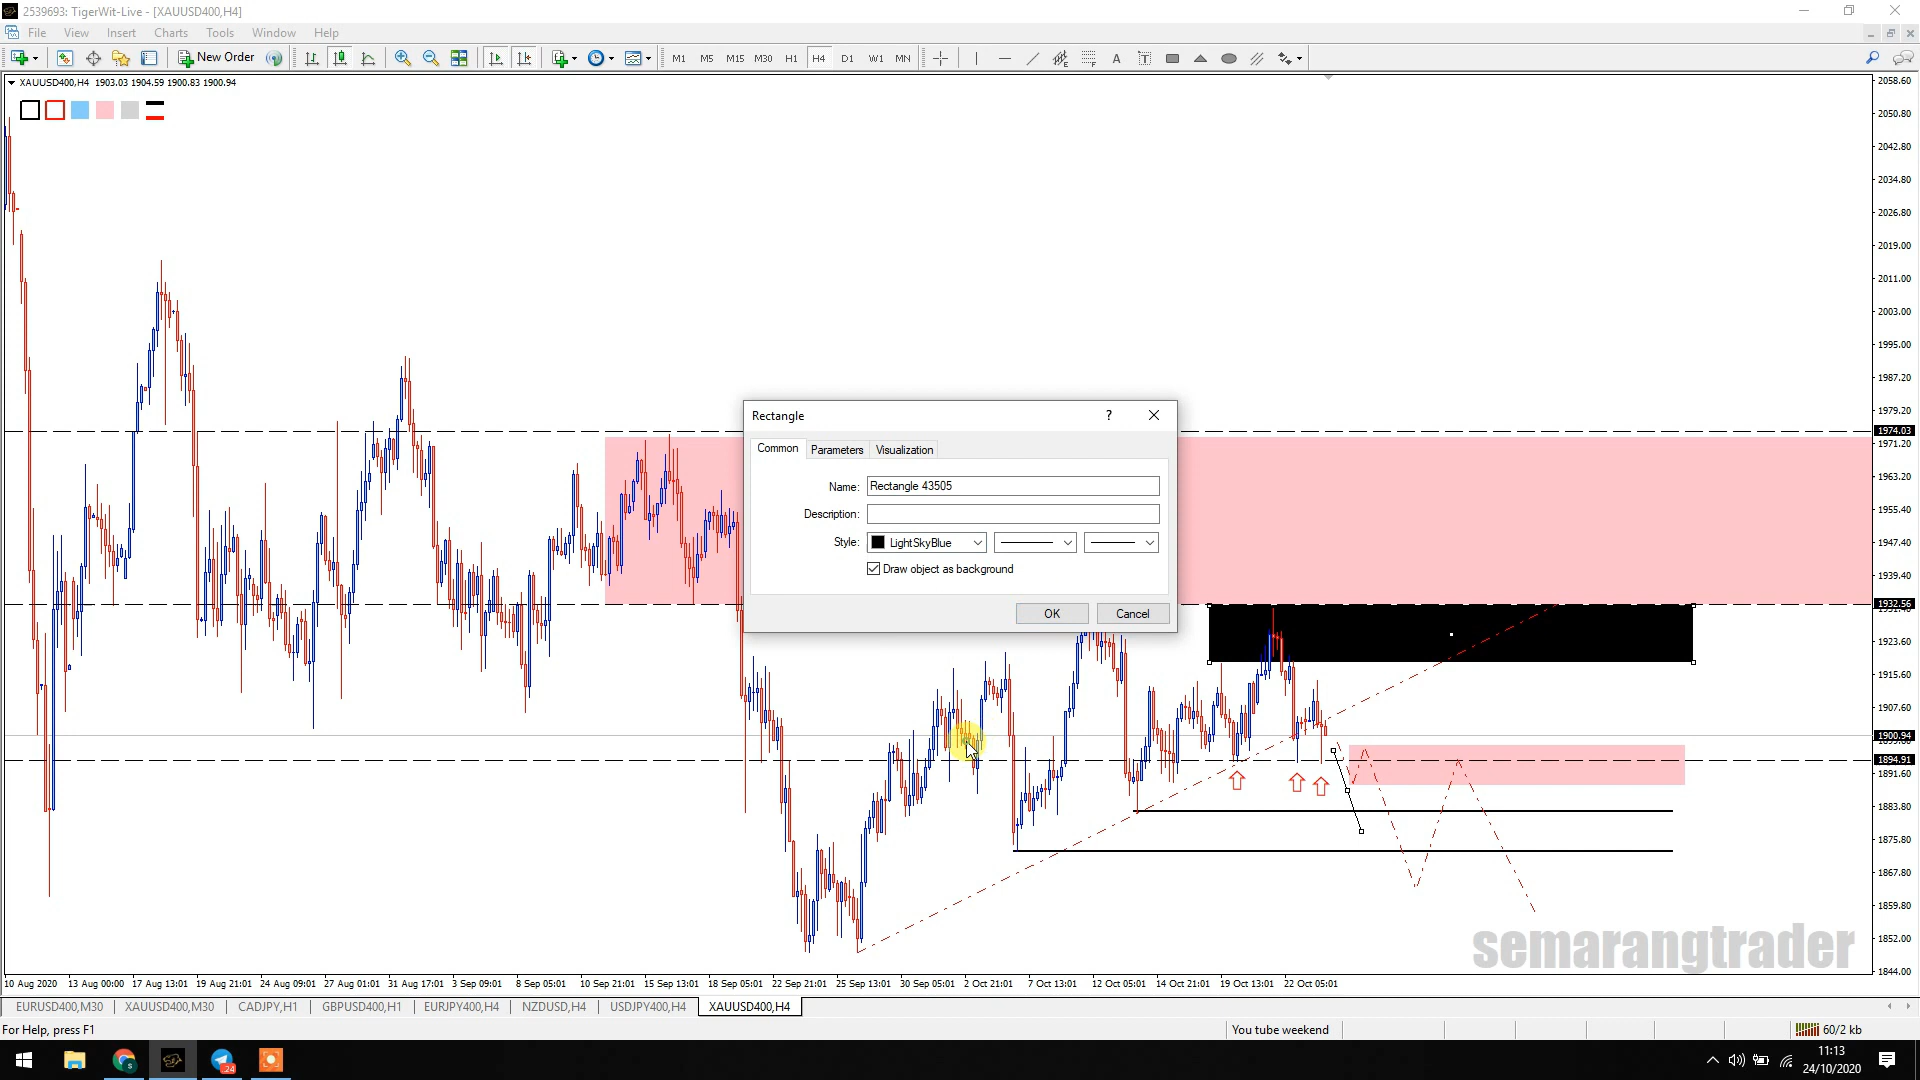 2539693: TigerWit-Live - [XAUUSD400,H4]
File View Insert Charts Tools Window Help
New Order
M1 M5 M15 M30 H1 H4 D1 W1 MN
A T
XAUUSD400,H4 1903.03 1904.59 1900.83 1900.94
2058.60
2050.80
2042.80
2034.80
2026.80
2019.00
2011.00
2003.00
1995.00
1987.20
1979.20
1974.03
1971.20
1963.20
1955.40
1947.40
1939.40
1932.56
1923.60
1915.60
1907.60
1900.94
1894.91
1891.60
1883.80
1875.80
1867.80
1859.80
1852.00
1844.00
Rectangle
?
Common Parameters Visualization
Name: Rectangle 43505
Description:
Style: LightSkyBlue
Draw object as background
OK Cancel
semarangtrader
10 Aug 2020 13 Aug 00:00 17 Aug 13:01 19 Aug 21:01 24 Aug 09:01 27 Aug 01:01 31 Aug 17:01 3 Sep 09:01 8 Sep 05:01 10 Sep 21:01 15 Sep 13:01 18 Sep 05:01 22 Sep 21:01 25 Sep 13:01 30 Sep 05:01 2 Oct 21:01 7 Oct 13:01 12 Oct 05:01 14 Oct 21:01 19 Oct 13:01 22 Oct 05:01
EURUSD400,M30 XAUUSD400,M30 CADJPY,H1 GBPUSD400,H1 EURJPY400,H4 NZDUSD,H4 USDJPY400,H4 XAUUSD400,H4
For Help, press F1
You tube weekend
60/2 kb
24
11:13
24/10/2020